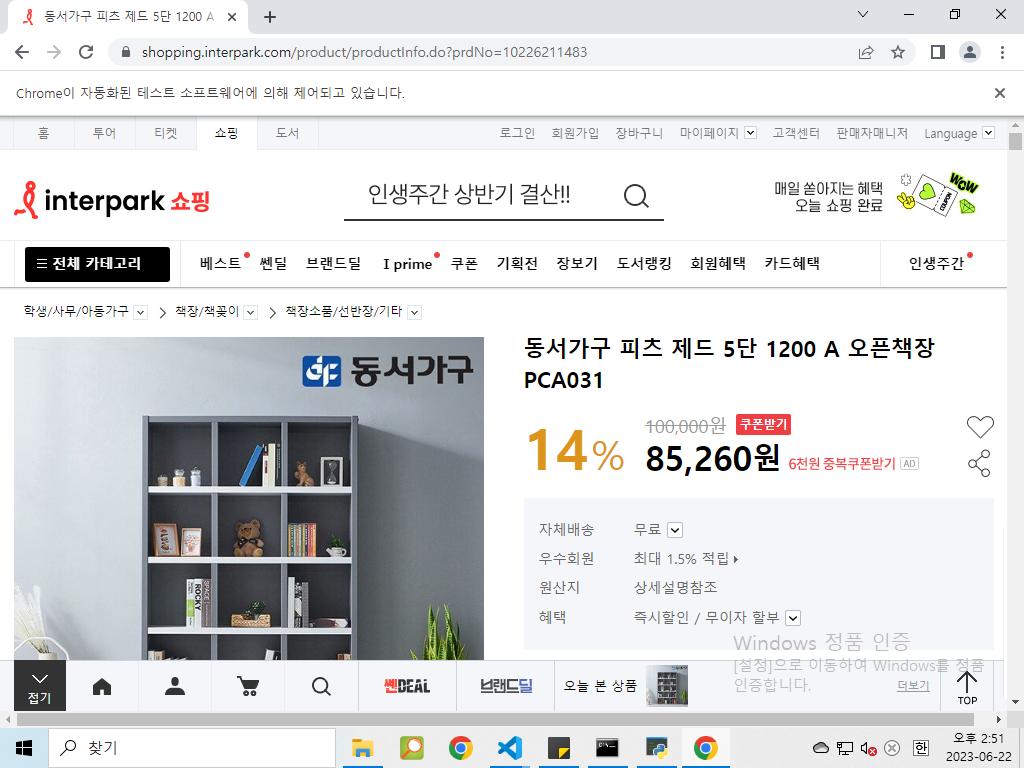 동서가구 피츠 제드 5단 1200 A
shopping.interpark.com/product/productInfo.do?prdNo=10226211483
Chrome이 자동화된 테스트 소프트웨어에 의해 제어되고 있습니다.
홈 투어 티켓 쇼핑 도서 로그인 회원가입 장바구니 마이페이지 고객센터 판매자매니저 Language
interpark 쇼핑 인생주간 상반기 결산!! 매일 쏟아지는 혜택
오늘 쇼핑 완료
WOW
COUPON
전체 카테고리 베스트 쎈딜 브랜드딜 I prime 쿠폰 기획전 장보기 도서랭킹 회원혜택 카드혜택 인생주간
학생/사무/아동가구 책장/책꽂이 책장소품/선반장/기타
동서가구
동서가구 피츠 제드 5단 1200 A 오픈책장
PCA031
14% 100,000원 쿠폰받기
85,260원 6천원 중복쿠폰받기 AD
자체배송 무료
우수회원 최대 1.5% 적립
원산지 상세설명참조
혜택 즉시할인 / 무이자 할부
ROCKY
Windows 정품 인증
[설정]으로 이동하여 Windows를 정품
인증합니다.
접기 쎈DEAL 브랜드딜 오늘 본 상품 더보기 TOP
찾기
한
오후 2:51
2023-06-22